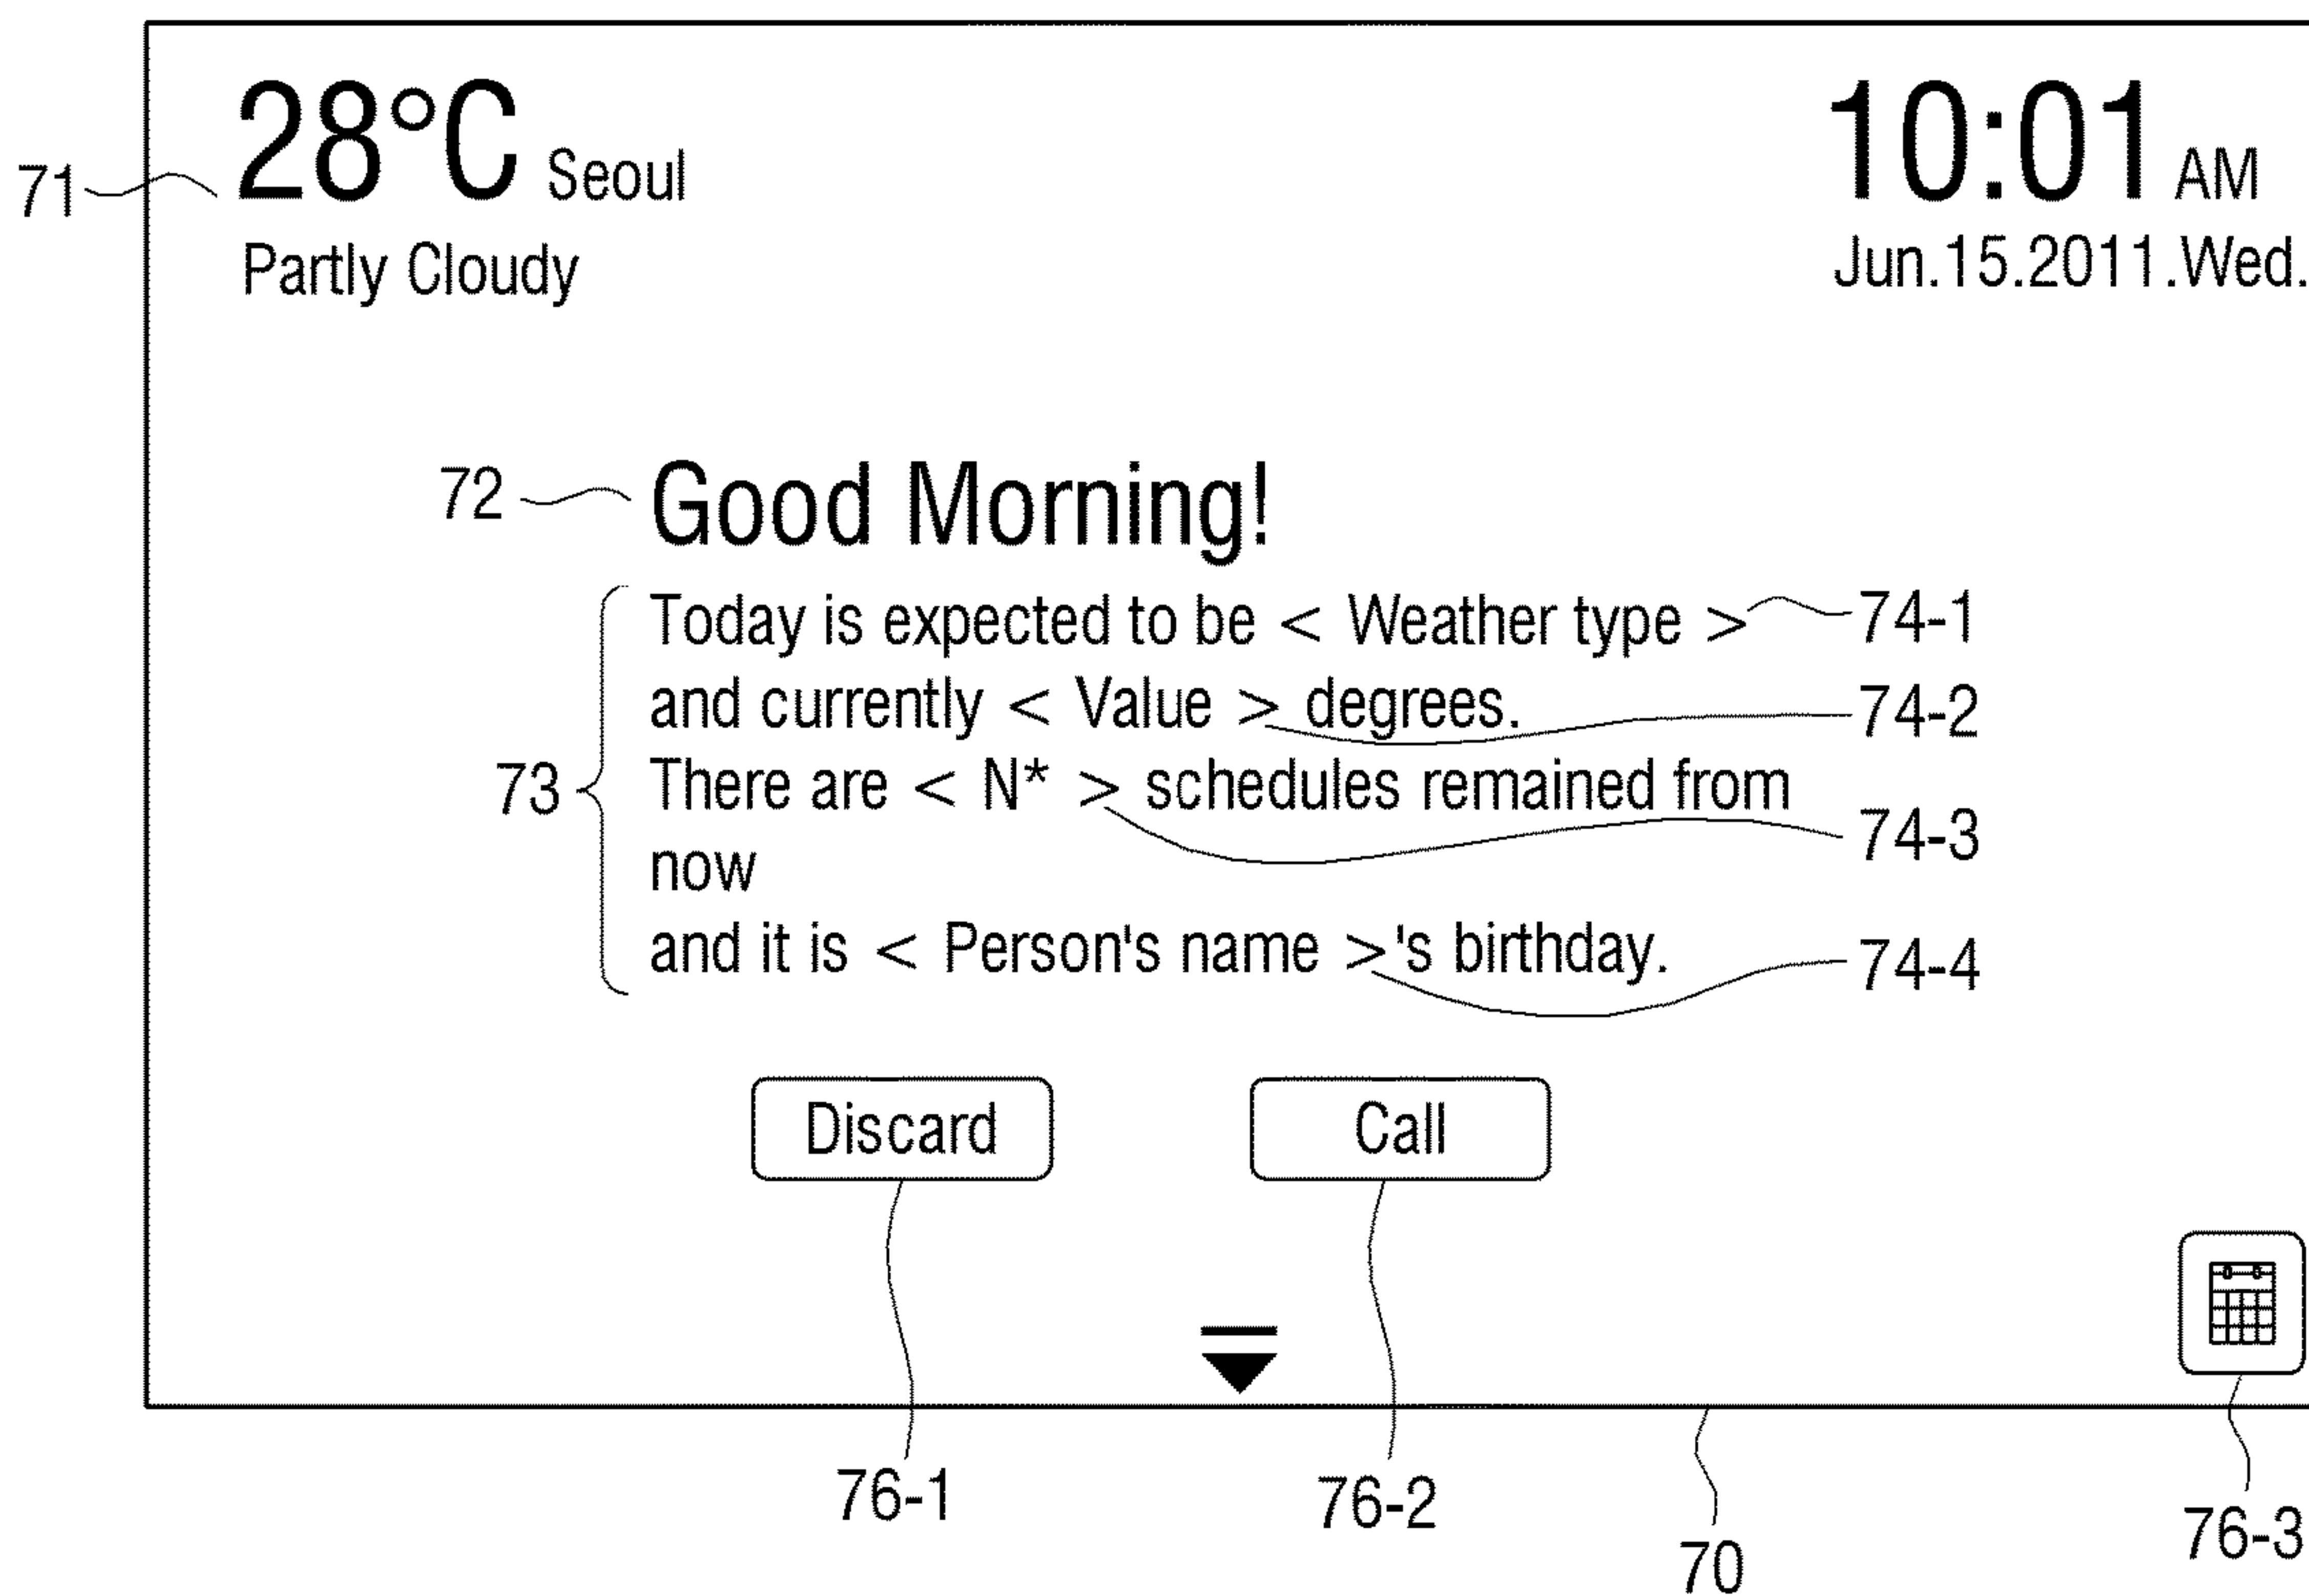 28°C Seoul
10:01 AM
71
Partly Cloudy
Jun.15.2011.Wed.
72
Good Morning!
Today is expected to be < Weather type >
74-1
and currently < Value > degrees.
74-2
73
There are < N* > schedules remained from
74-3
now
and it is < Person's name >'s birthday.
74-4
Discard
Call
76-1
76-2
70
76-3